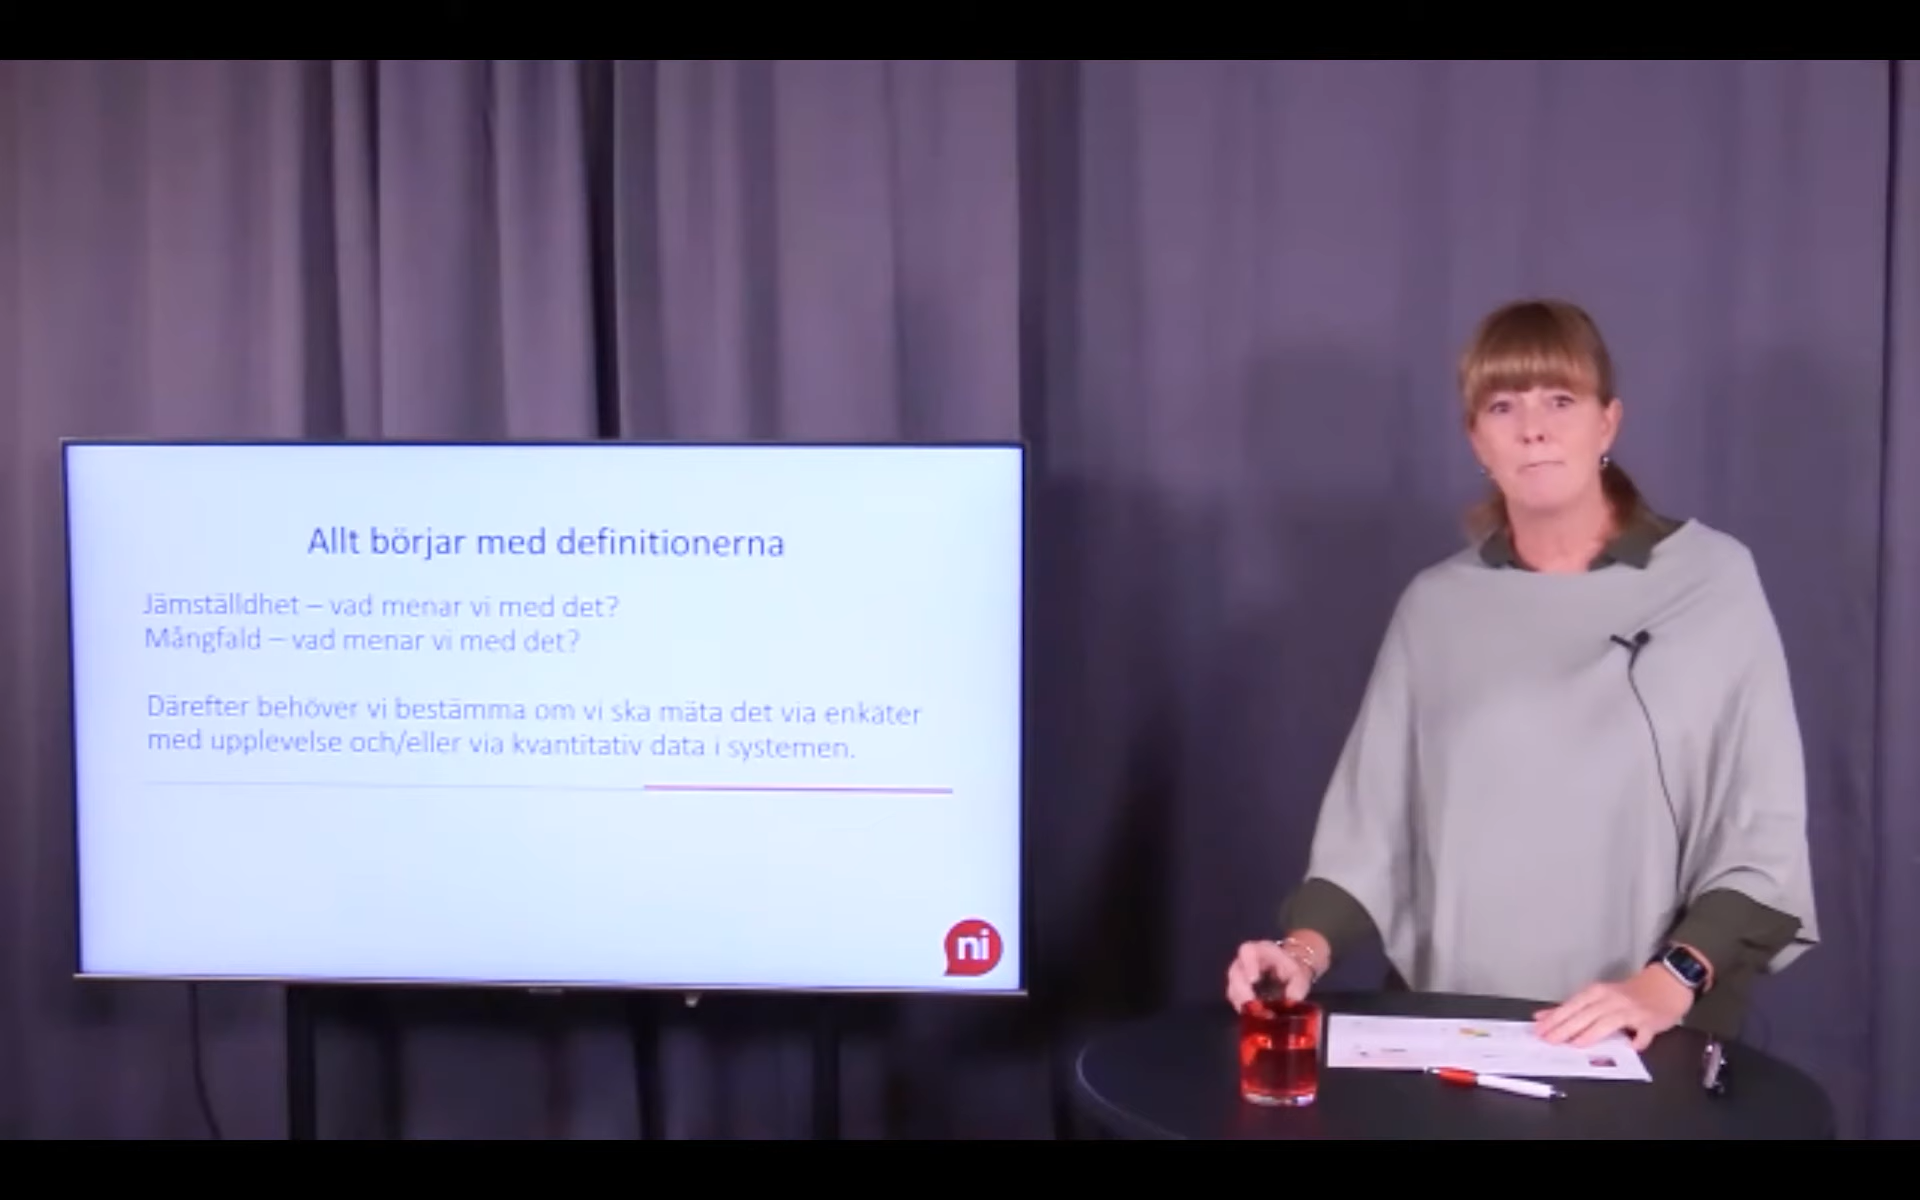 Allt börjar med definitionerna
Jämställdhet – vad menar vi med det?
Mångfald – vad menar vi med det?
Därefter behöver vi bestämma om vi ska mäta det via enkäter
med upplevelse och/eller via kvantitativ data i systemen.
ni